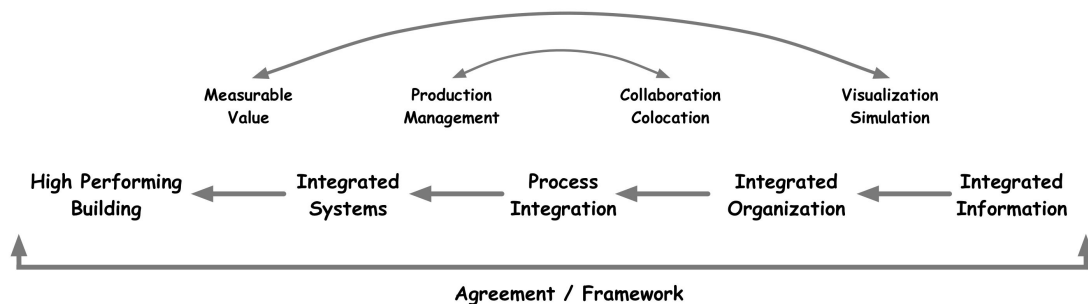 Measurable
Value
Production
Management
Collaboration
Colocation
Visualization
Simulation
High Performing
Building
Integrated
Systems
Process
Integration
Integrated
Organization
Integrated
Information
Agreement / Framework